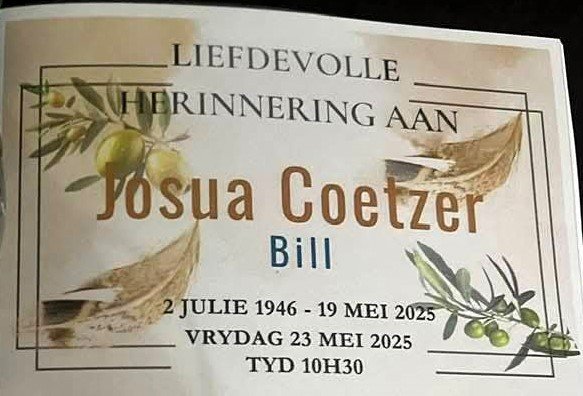 LIEFDEVOLLE
HERINNERING AAN
Josua Coetzer
Bill
2 JULIE 1946 - 19 MEI 2025
VRYDAG 23 MEI 2025
TYD 10H30